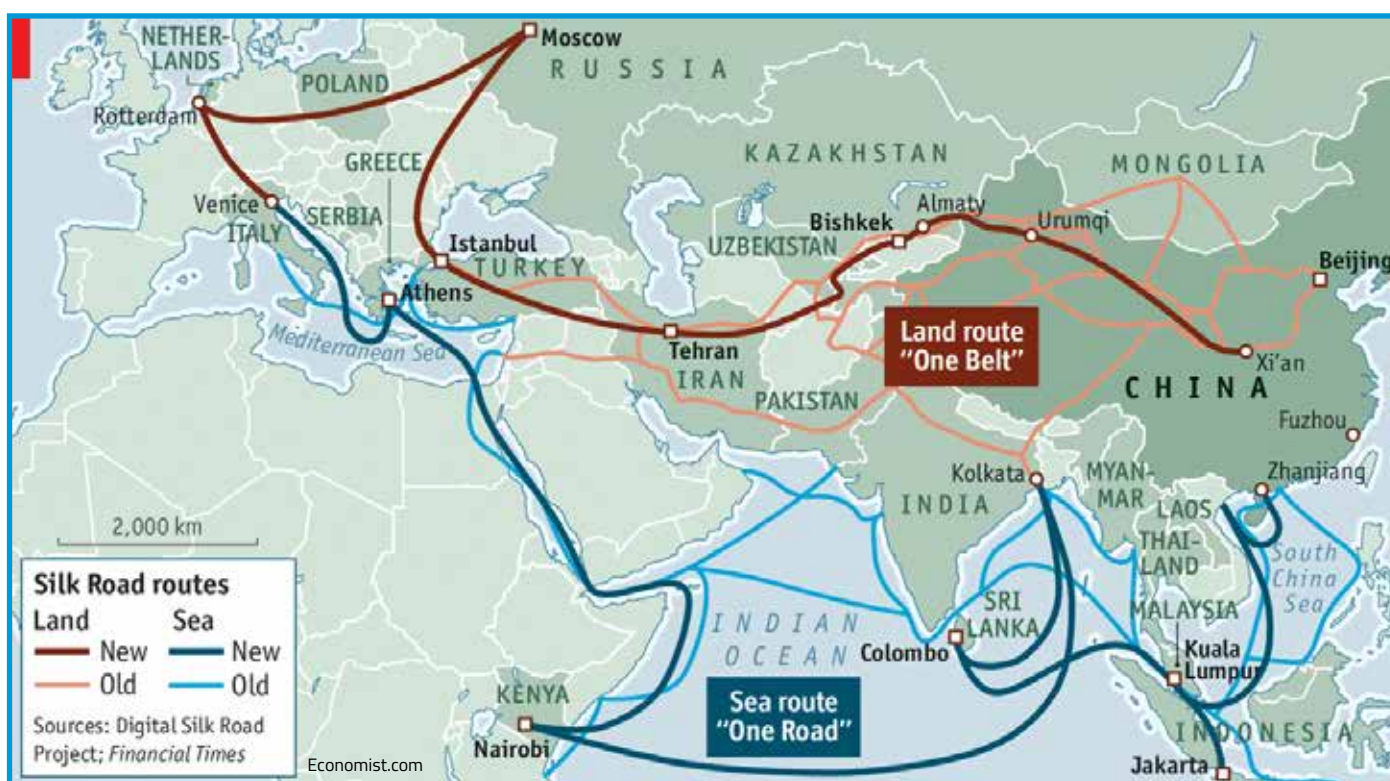 NETHER-
LANDS
Moscow
RUSSIA
POLAND
Rotterdam
KAZAKHSTAN
MONGOLIA
GREECE
Venice
ITALY
SERBIA
Almaty
Bishkek
Urumqi
UZBEKISTAN
Istanbul
TURKEY
Beijing
Athens
Mediterranean Sea
Tehran
IRAN
Land route
"One Belt"
Xi'an
CHINA
PAKISTAN
Fuzhou
Kolkata
Zhanjiang
INDIA
MYAN-
MAR
LAOS
THAI-
LAND
South
China
Sea
2,000 km
SRI
LANKA
MALAYSIA
INDIAN
OCEAN
Colombo
Kuala
Lumpur
KENYA
Nairobi
Sea route
"One Road"
INDONESIA
Jakarta
Silk Road routes
Land Sea
New New
Old Old
Sources: Digital Silk Road
Project; Financial Times
Economist.com